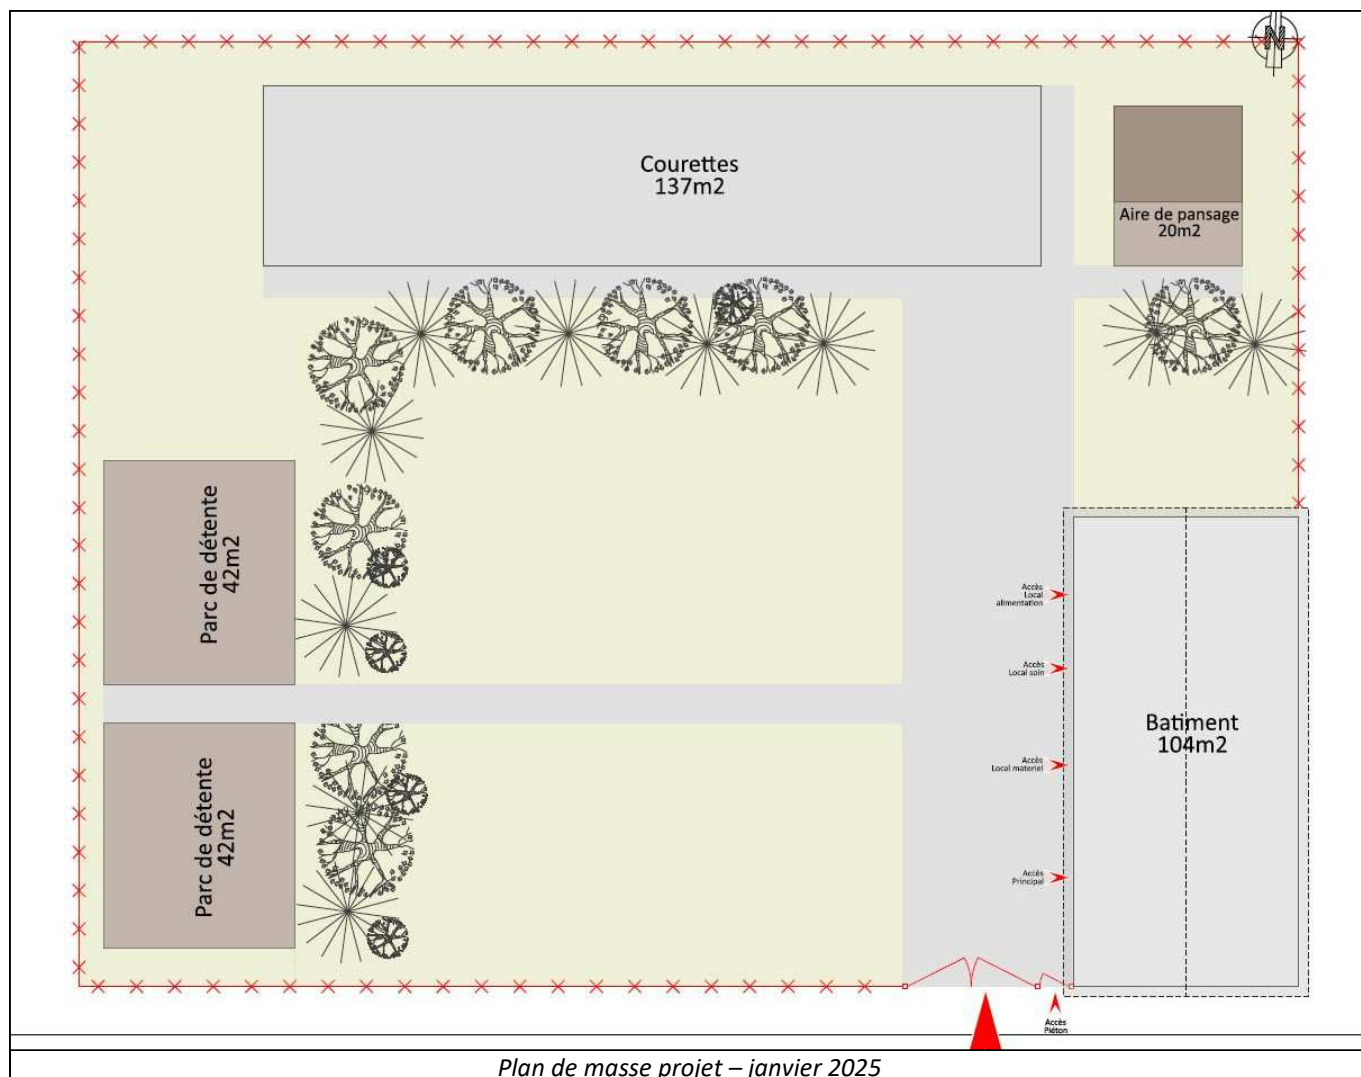 N
Courettes
137m2
Aire de pansage
20m2
Parc de détente
42m2
Accès
Local
alimentation
Accès
Local soin
Batiment
104m2
Accès
Local materiel
Parc de détente
42m2
Accès
Principal
Accès
Piéton
Plan de masse projet – janvier 2025